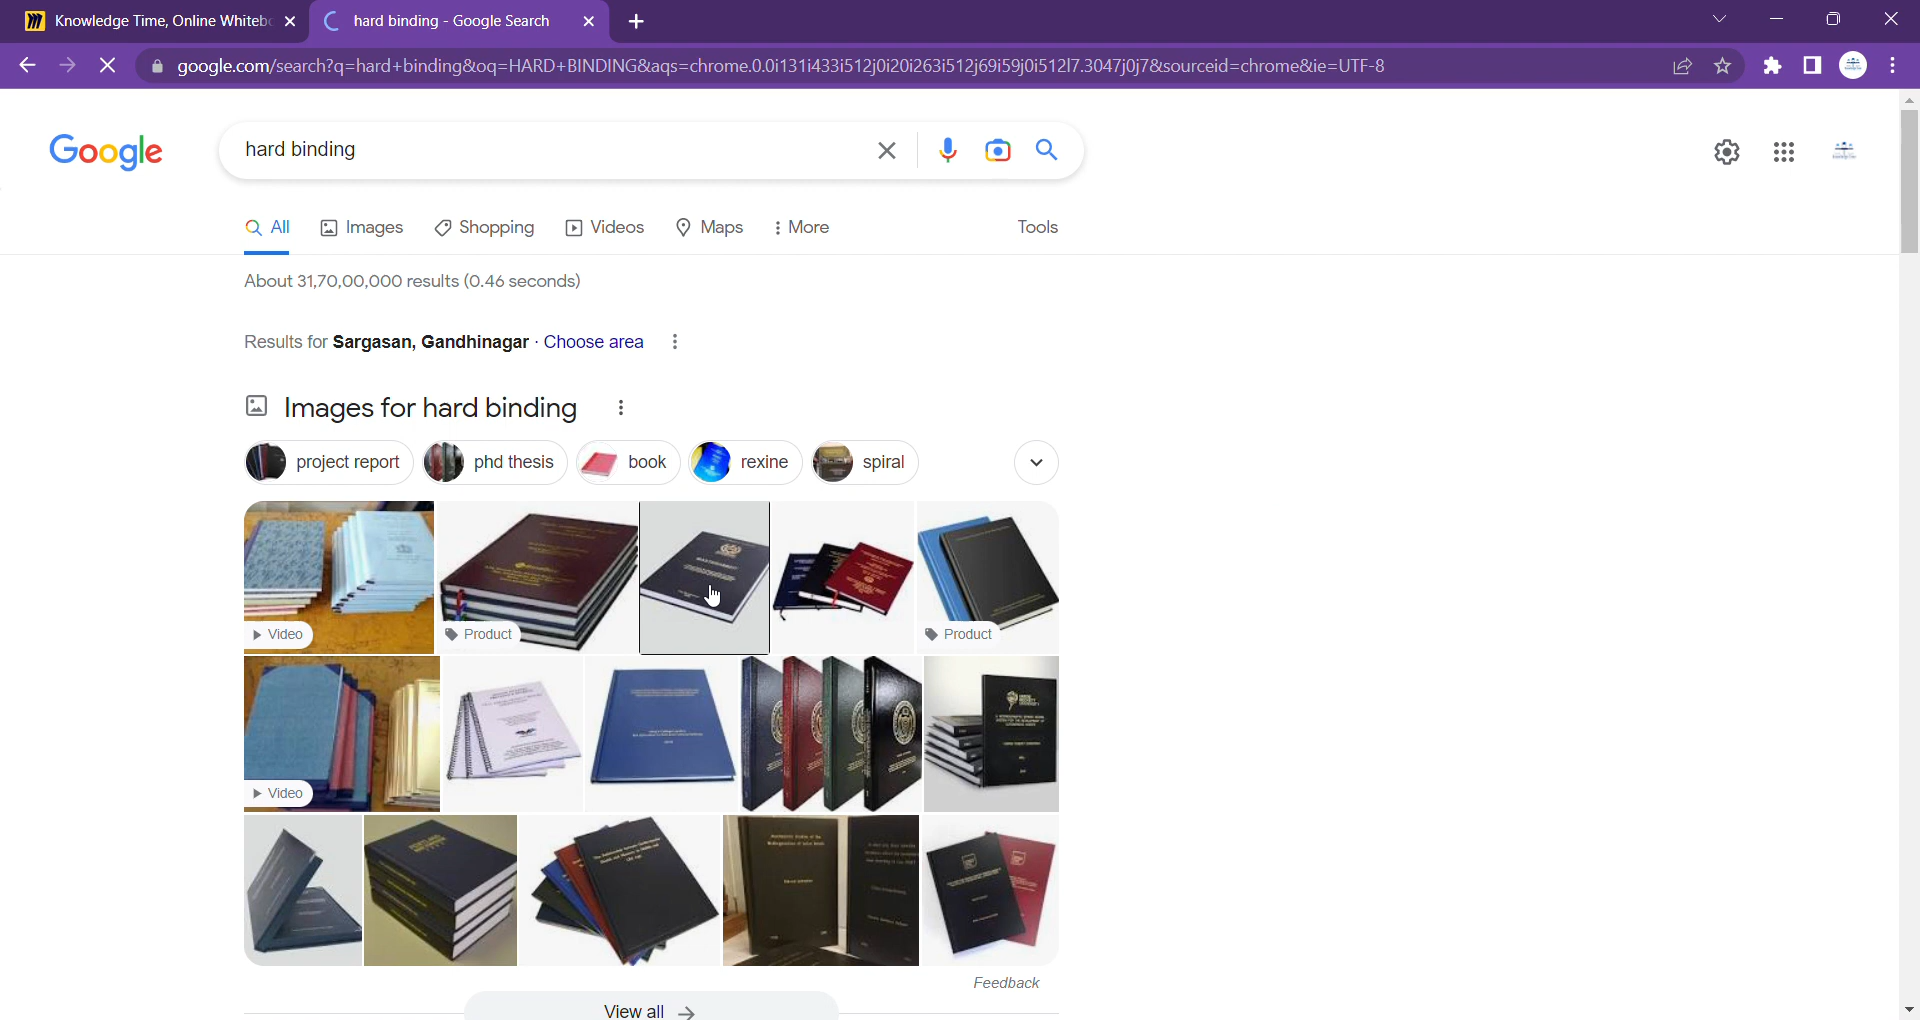 Knowledge Time, Online Whiteb
hard binding - Google Search
google.com/search?q=hard+binding&oq=HARD+BINDING&aqs=chrome.0.0i131i433i512j0i20i263i512j69i59j0i512l7.3047j0j7&sourceid=chrome&ie=UTF-8
Google
hard binding
All Images Shopping Videos Maps More Tools
About 31,70,00,000 results (0.46 seconds)
Results for Sargasan, Gandhinagar · Choose area
Images for hard binding
project report phd thesis book rexine spiral
Video Product Product
Video
Feedback
View all